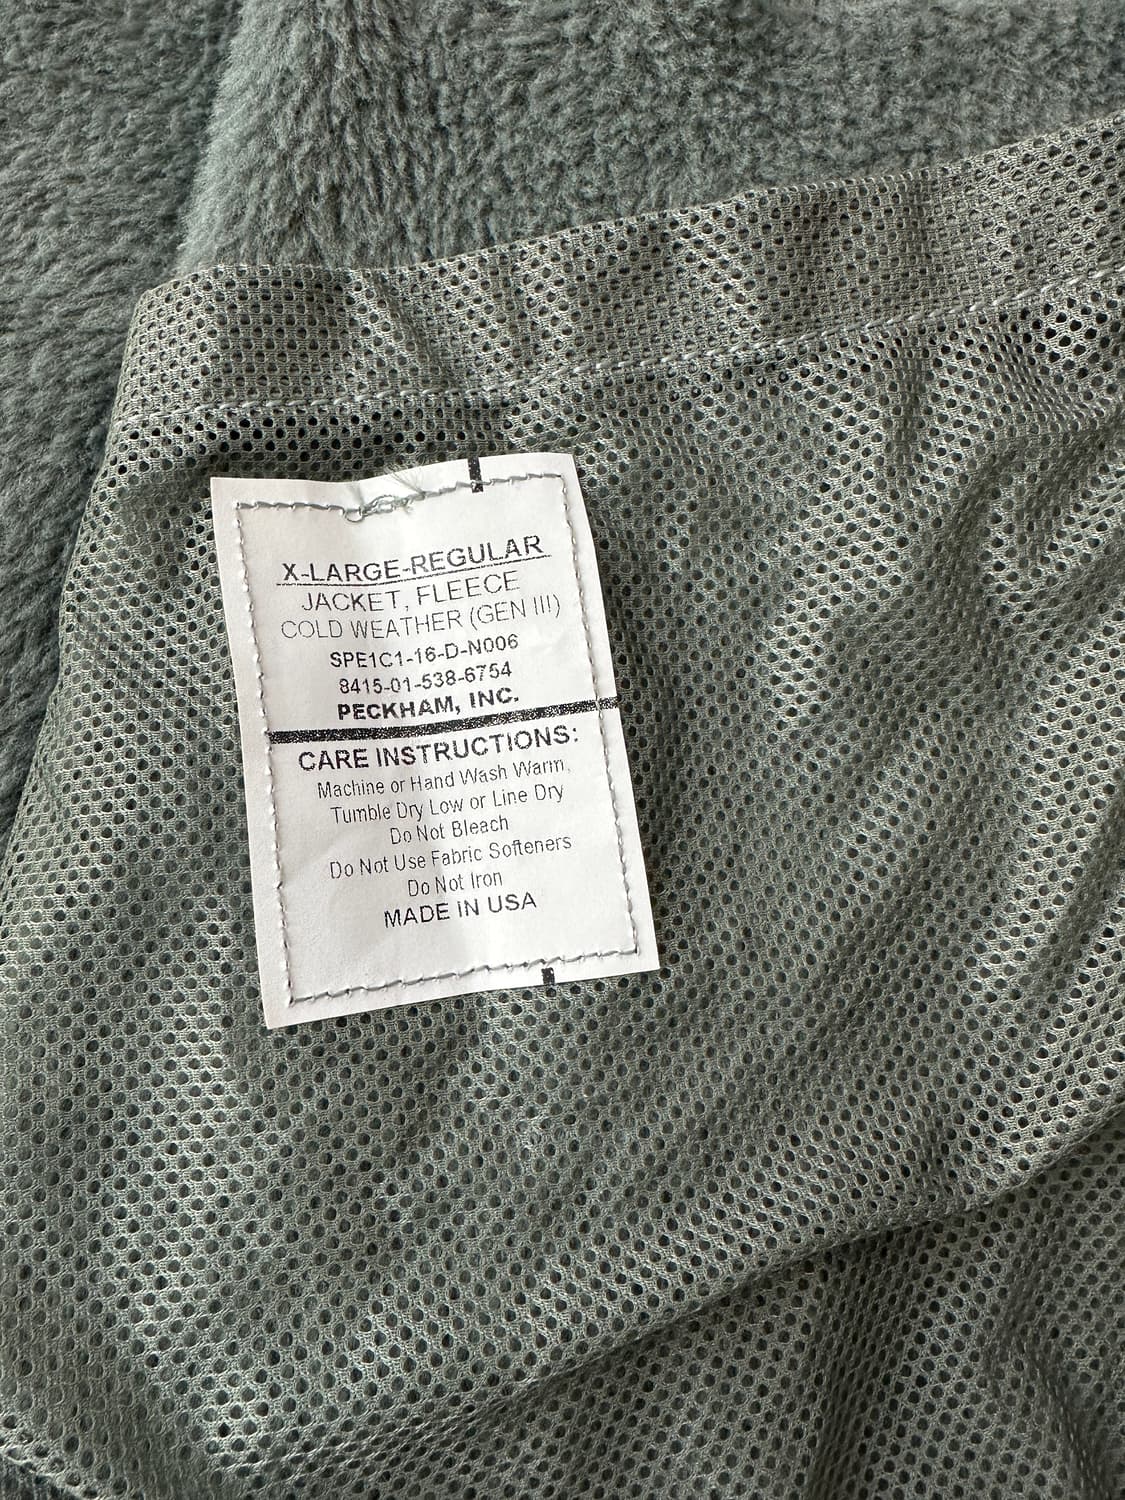 X-LARGE-REGULAR
JACKET, FLEECE
COLD WEATHER (GEN III)
SPE1C1-16-D-N006
8415-01-538-6754
PECKHAM, INC.
CARE INSTRUCTIONS:
Machine or Hand Wash Warm,
Tumble Dry Low or Line Dry
Do Not Bleach
Do Not Use Fabric Softeners
Do Not Iron
MADE IN USA